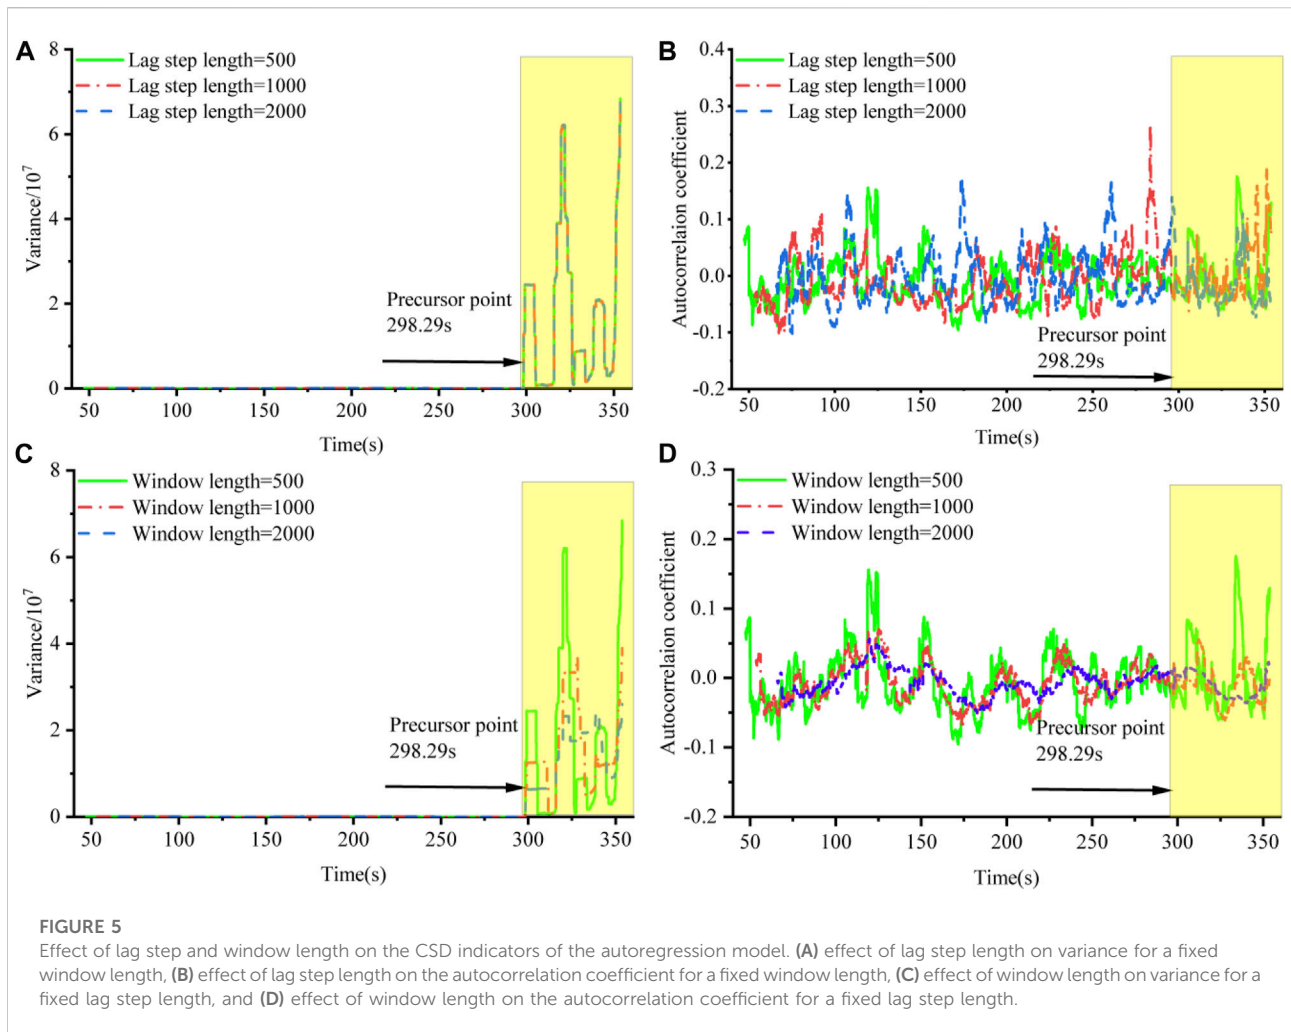 A
8
6
4
2
0
Variance/10^7
Lag step length=500
Lag step length=1000
Lag step length=2000
Precursor point
298.29s
50 100 150 200 250 300 350
Time(s)
B
0.4
0.3
0.2
0.1
0.0
-0.1
-0.2
Autocorrelaion coefficient
Lag step length=500
Lag step length=1000
Lag step length=2000
Precursor point
298.29s
50 100 150 200 250 300 350
Time(s)
C
8
6
4
2
0
Variance/10^7
Window length=500
Window length=1000
Window length=2000
Precursor point
298.29s
50 100 150 200 250 300 350
Time(s)
D
0.3
0.2
0.1
0.0
-0.1
-0.2
Autocorrelaion coefficient
Window length=500
Window length=1000
Window length=2000
Precursor point
298.29s
50 100 150 200 250 300 350
Time(s)
FIGURE 5
Effect of lag step and window length on the CSD indicators of the autoregression model. (A) effect of lag step length on variance for a fixed
window length, (B) effect of lag step length on the autocorrelation coefficient for a fixed window length, (C) effect of window length on variance for a
fixed lag step length, and (D) effect of window length on the autocorrelation coefficient for a fixed lag step length.